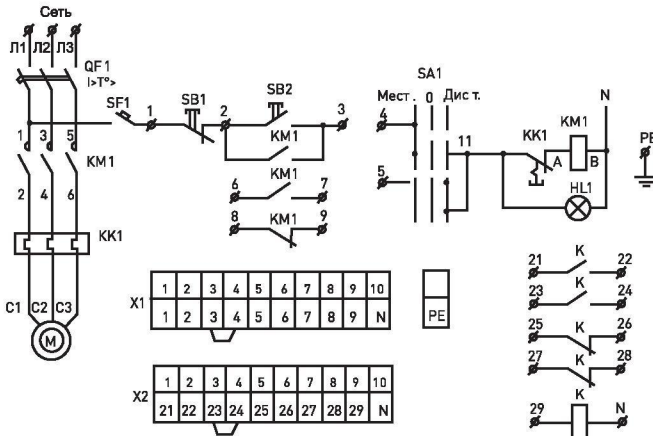 Сеть
Л1 Л2 Л3
QF1
I>T°>
SF1
1
SB1
2
SB2
3
KM1
SA1
Мест. 0 Дист.
4
11
5
KK1
KM1
A
B
N
HL1
PE
1 3 5
KM1
2 4 6
KM1
6 7
KM1
8 9
KK1
C1 C2 C3
M
X1
1 2 3 4 5 6 7 8 9 10
1 2 3 4 5 6 7 8 9 N
PE
X2
1 2 3 4 5 6 7 8 9 10
21 22 23 24 25 26 27 28 29 N
K
21 22
K
23 24
K
25 26
K
27 28
K
29 N